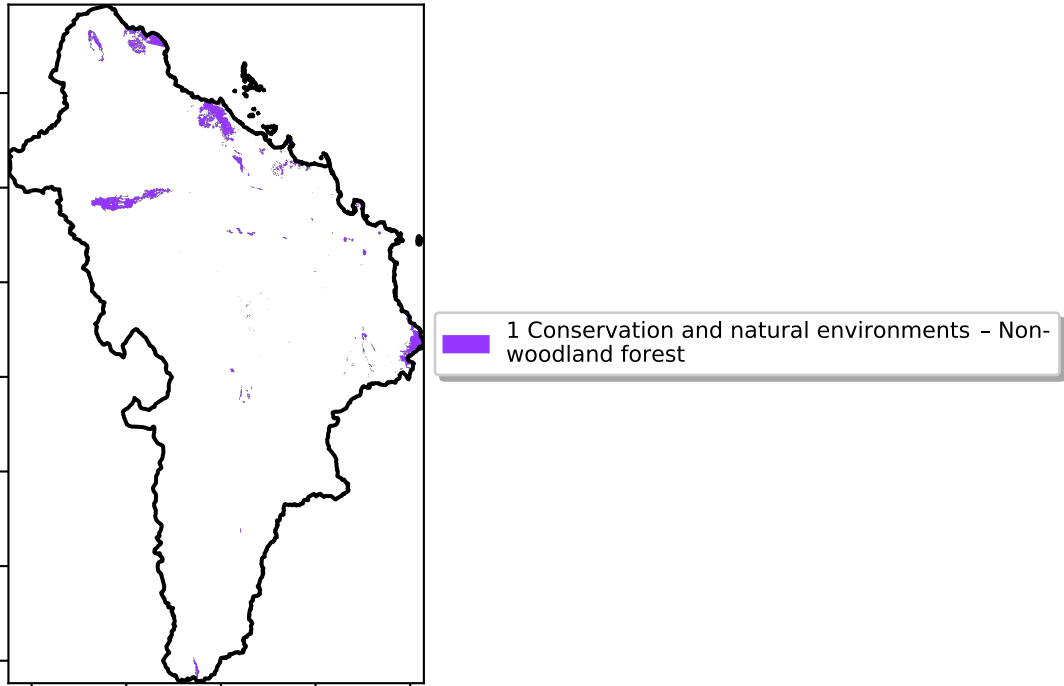 1 Conservation and natural environments – Non-
woodland forest